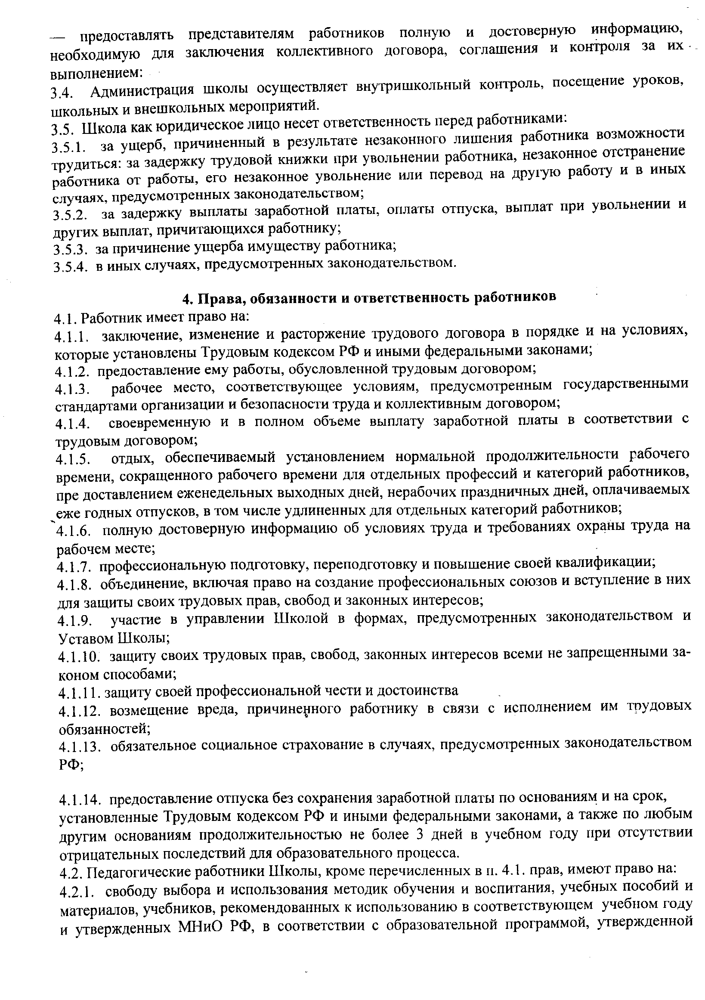 — предоставлять представителям работников полную и достоверную информацию,
необходимую для заключения коллективного договора, соглашения и контроля за их
выполнением:
3.4. Администрация школы осуществляет внутришкольный контроль, посещение уроков,
школьных и внешкольных мероприятий.
3.5. Школа как юридическое лицо несет ответственность перед работниками:
3.5.1. за ущерб, причиненный в результате незаконного лишения работника возможности
трудиться: за задержку трудовой книжки при увольнении работника, незаконное отстранение
работника от работы, его незаконное увольнение или перевод на другую работу и в иных
случаях, предусмотренных законодательством;
3.5.2. за задержку выплаты заработной платы, оплаты отпуска, выплат при увольнении и
других выплат, причитающихся работнику;
3.5.3. за причинение ущерба имуществу работника;
3.5.4. в иных случаях, предусмотренных законодательством.
4. Права, обязанности и ответственность работников
4.1. Работник имеет право на:
4.1.1. заключение, изменение и расторжение трудового договора в порядке и на условиях,
которые установлены Трудовым кодексом РФ и иными федеральными законами;
4.1.2. предоставление ему работы, обусловленной трудовым договором;
4.1.3. рабочее место, соответствующее условиям, предусмотренным государственными
стандартами организации и безопасности труда и коллективным договором;
4.1.4. своевременную и в полном объеме выплату заработной платы в соответствии с
трудовым договором;
4.1.5. отдых, обеспечиваемый установлением нормальной продолжительности рабочего
времени, сокращенного рабочего времени для отдельных профессий и категорий работников,
пре доставлением еженедельных выходных дней, нерабочих праздничных дней, оплачиваемых
еже годных отпусков, в том числе удлиненных для отдельных категорий работников;
4.1.6. полную достоверную информацию об условиях труда и требованиях охраны труда на
рабочем месте;
4.1.7. профессиональную подготовку, переподготовку и повышение своей квалификации;
4.1.8. объединение, включая право на создание профессиональных союзов и вступление в них
для защиты своих трудовых прав, свобод и законных интересов;
4.1.9. участие в управлении Школой в формах, предусмотренных законодательством и
Уставом Школы;
4.1.10. защиту своих трудовых прав, свобод, законных интересов всеми не запрещенными за-
коном способами;
4.1.11. защиту своей профессиональной чести и достоинства
4.1.12. возмещение вреда, причиненного работнику в связи с исполнением им трудовых
обязанностей;
4.1.13. обязательное социальное страхование в случаях, предусмотренных законодательством
РФ;
4.1.14. предоставление отпуска без сохранения заработной платы по основаниям и на срок,
установленные Трудовым кодексом РФ и иными федеральными законами, а также по любым
другим основаниям продолжительностью не более 3 дней в учебном году при отсутствии
отрицательных последствий для образовательного процесса.
4.2. Педагогические работники Школы, кроме перечисленных в п. 4.1. прав, имеют право на:
4.2.1. свободу выбора и использования методик обучения и воспитания, учебных пособий и
материалов, учебников, рекомендованных к использованию в соответствующем учебном году
и утвержденных МНиО РФ, в соответствии с образовательной программой, утвержденной